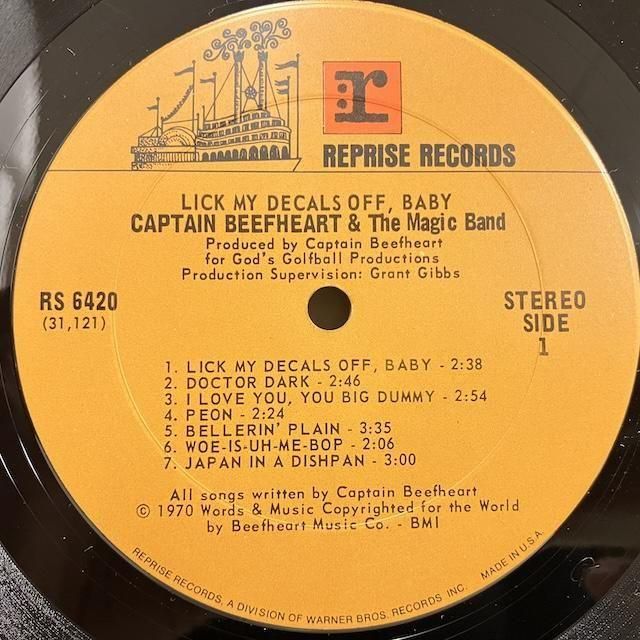 r
REPRISE RECORDS
LICK MY DECALS OFF, BABY
CAPTAIN BEEFHEART & The Magic Band
Produced by Captain Beefheart
for God's Golfball Productions
Production Supervision: Grant Gibbs
RS 6420
(31,121)
STEREO
SIDE
1
1. LICK MY DECALS OFF, BABY - 2:38
2. DOCTOR DARK - 2:46
3. I LOVE YOU, YOU BIG DUMMY - 2:54
4. PEON - 2:24
5. BELLERIN' PLAIN - 3:35
6. WOE-IS-UH-ME-BOP - 2:06
7. JAPAN IN A DISHPAN - 3:00
All songs written by Captain Beefheart
© 1970 Words & Music Copyrighted for the World
by Beefheart Music Co. - BMI
REPRISE RECORDS, A DIVISION OF WARNER BROS. RECORDS INC. MADE IN U.S.A.